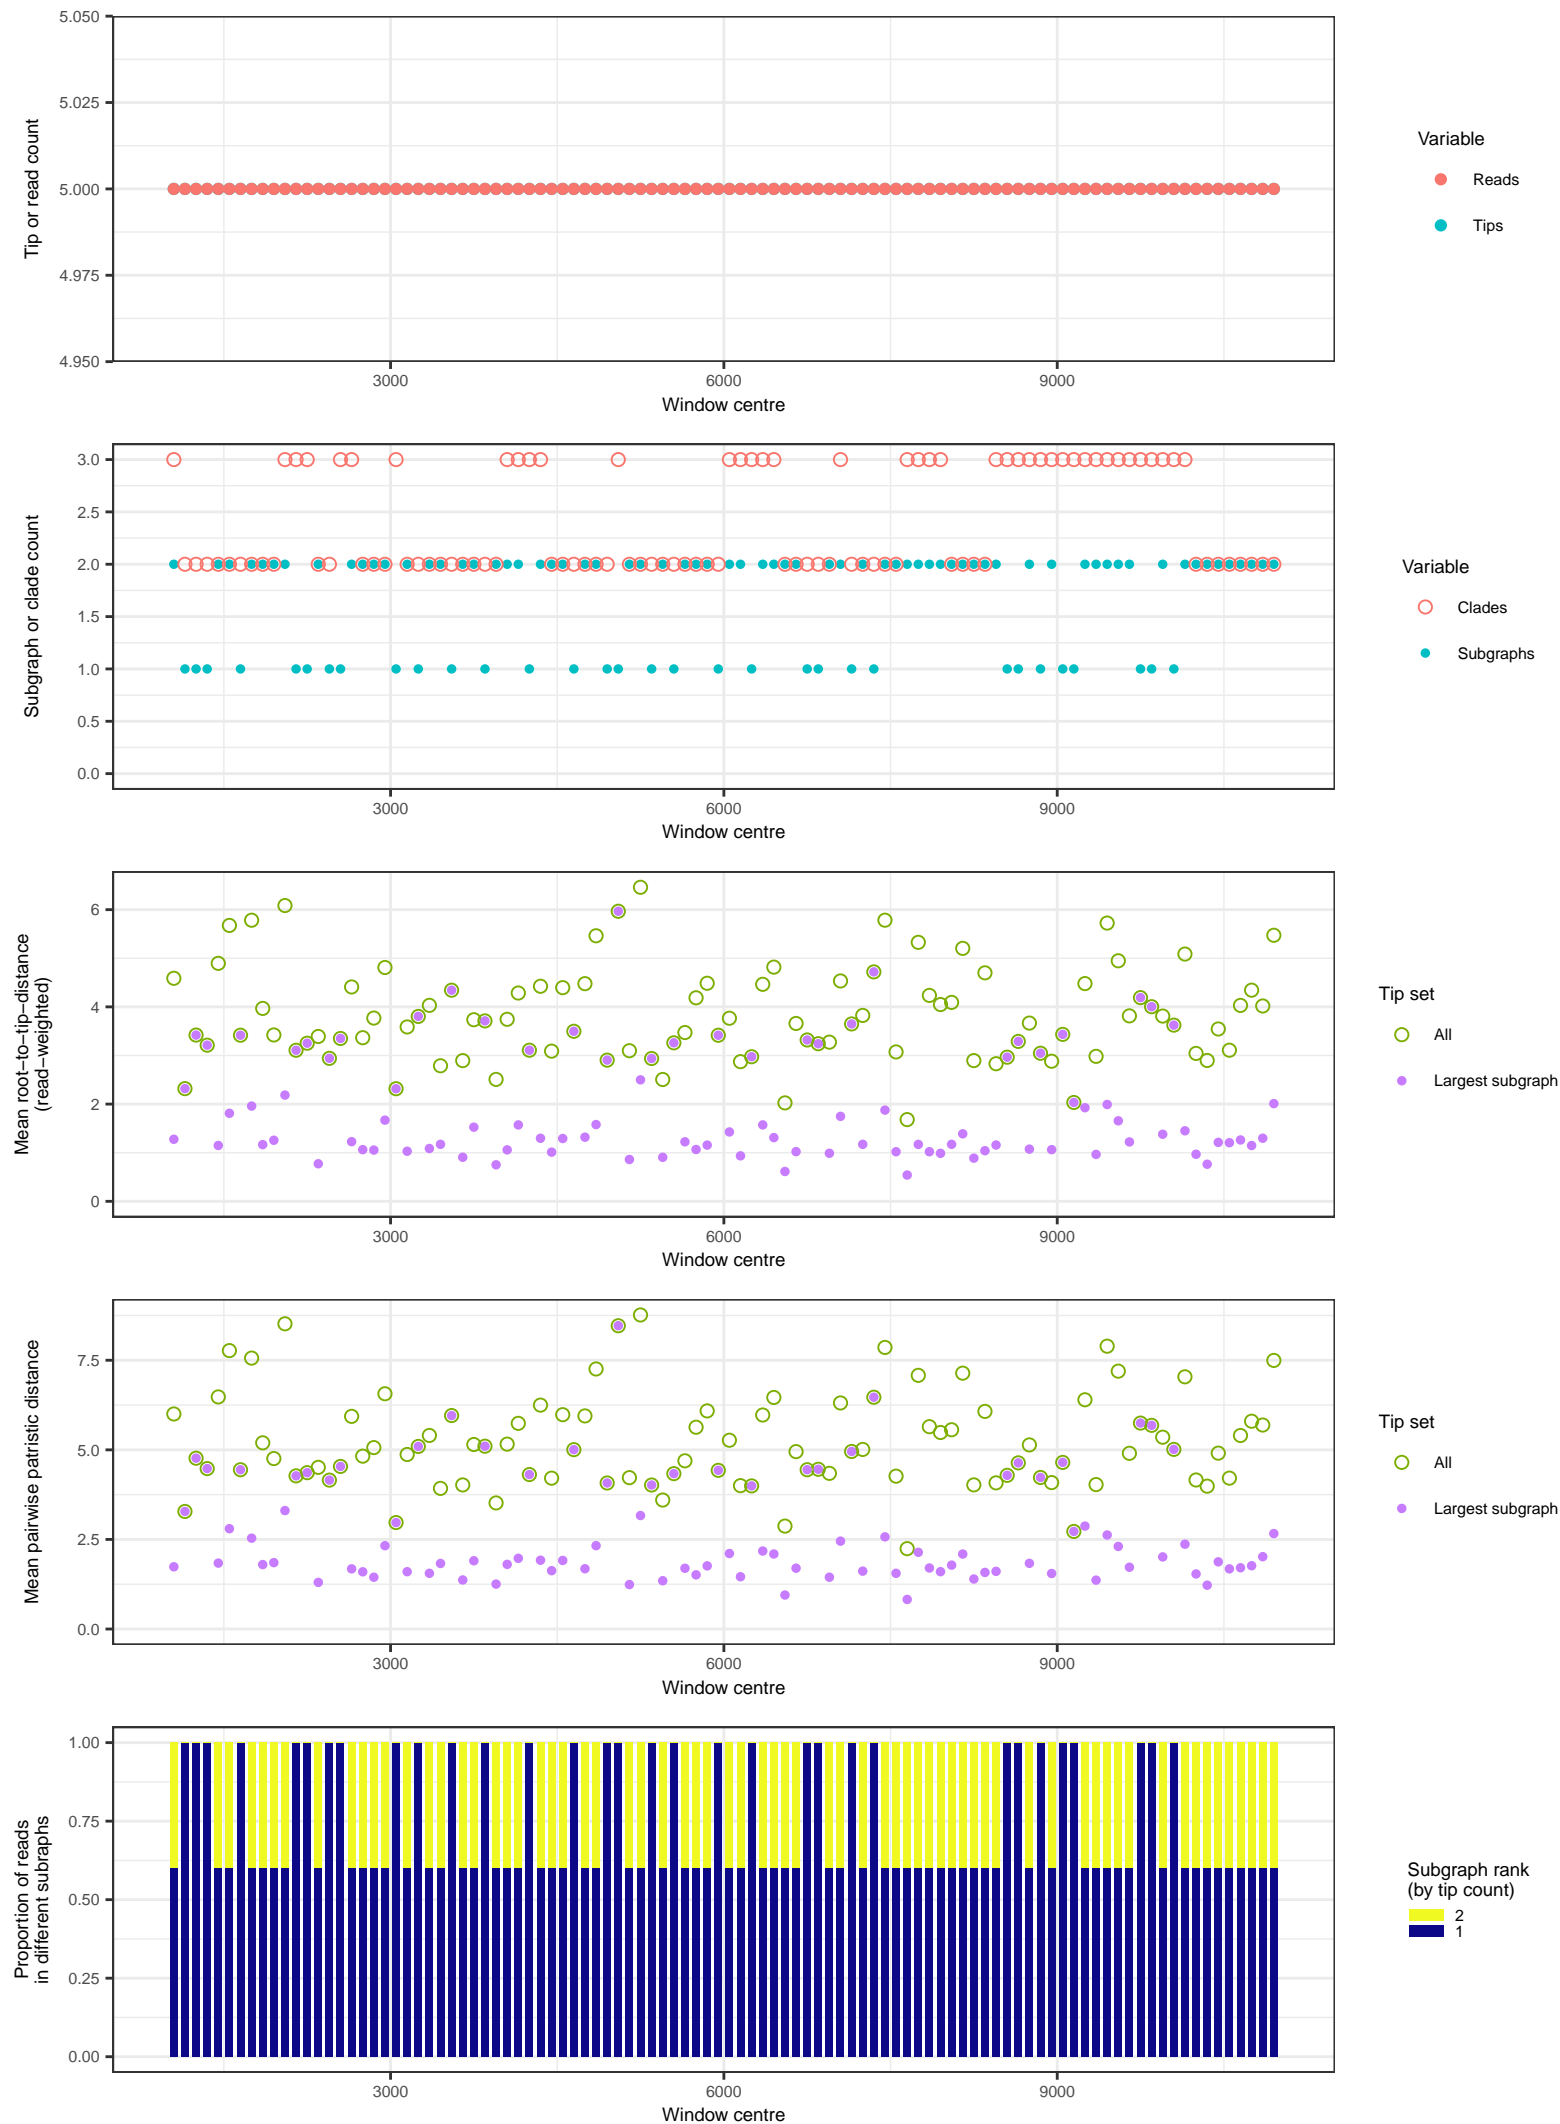 5.050
5.025
5.000
4.975
4.950
Tip or read count
3000 6000 9000
Window centre
Variable
Reads
Tips
3.0
2.5
2.0
1.5
1.0
0.5
0.0
Subgraph or clade count
3000 6000 9000
Window centre
Variable
Clades
Subgraphs
6
4
2
0
Mean root−to−tip−distance
(read−weighted)
3000 6000 9000
Window centre
Tip set
All
Largest subgraph
7.5
5.0
2.5
0.0
Mean pairwise patristic distance
3000 6000 9000
Window centre
Tip set
All
Largest subgraph
1.00
0.75
0.50
0.25
0.00
Proportion of reads
in different subraphs
3000 6000 9000
Window centre
Subgraph rank
(by tip count)
2
1